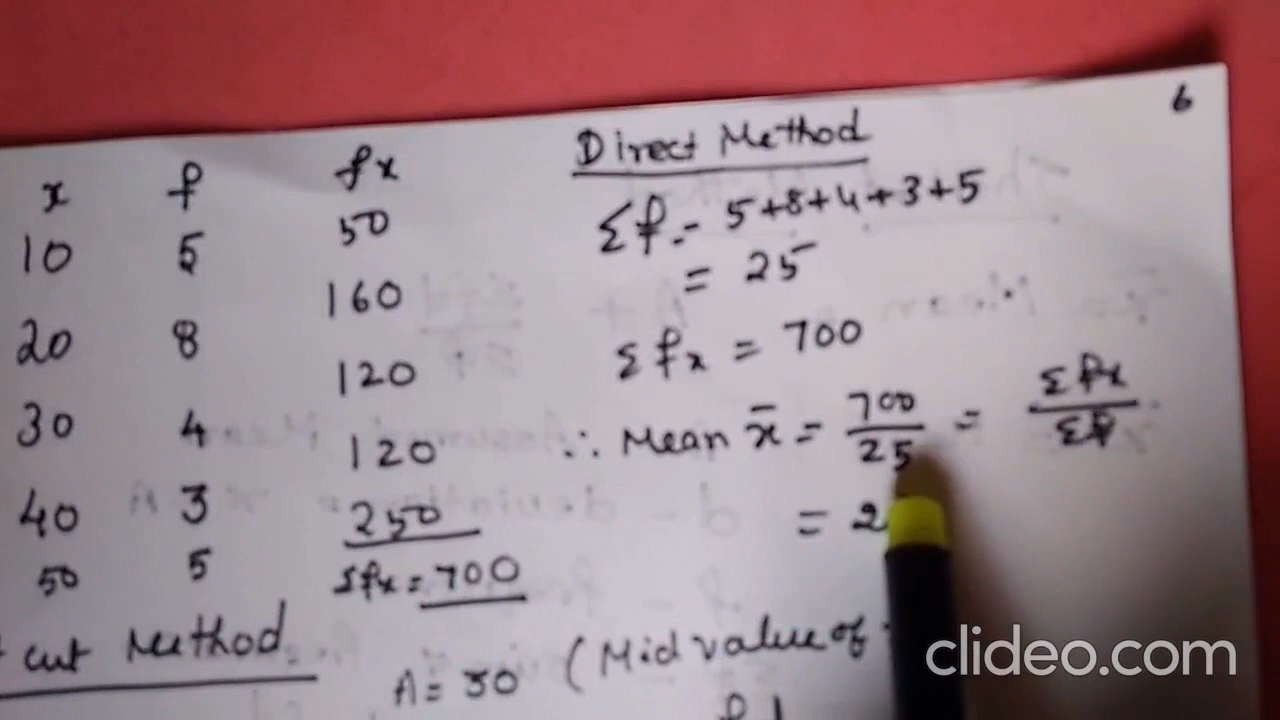 6
x f fx
10 5 50
20 8 160
30 4 120
40 3 120
50 5 250
Σfx = 700
Direct Method
Σf = 5+8+4+3+5
= 25
Σfx = 700
∴ Mean x̄ = 700/25 = Σfx/Σf
= 2
cut Method
A = 30 (Mid value of
clideo.com